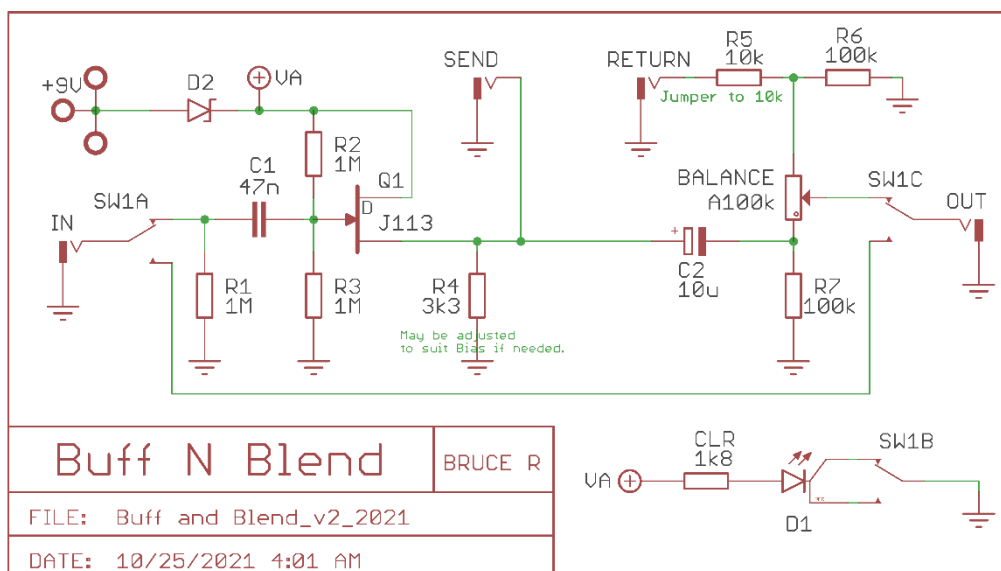 +9V
D2
VA
SEND
RETURN
R5
10k
R6
100k
Jumper to 10k
R2
1M
C1
47n
Q1
D
J113
BALANCE
A100k
SW1C
OUT
SW1A
IN
R1
1M
R3
1M
R4
3k3
C2
10u
+
R7
100k
May be adjusted
to suit Bias if needed.
Buff N Blend
BRUCE R
FILE: Buff and Blend_v2_2021
DATE: 10/25/2021 4:01 AM
VA
CLR
1k8
D1
SW1B